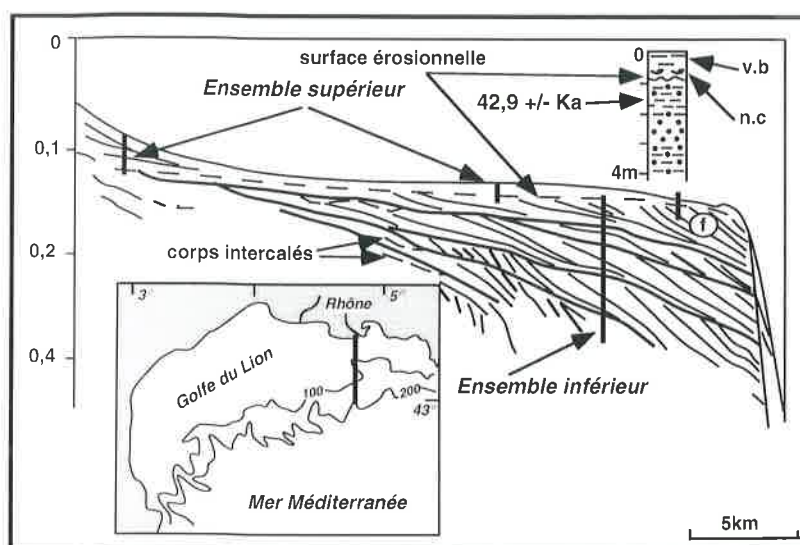 0
surface érosionnelle
Ensemble supérieur
0
v.b
42,9 +/- Ka
n.c
0,1
4m
f
0,2
corps intercalés
3°
5°
Rhône
0,4
Golfe du Lion
Ensemble inférieur
100
200
43°
Mer Méditerranée
5km